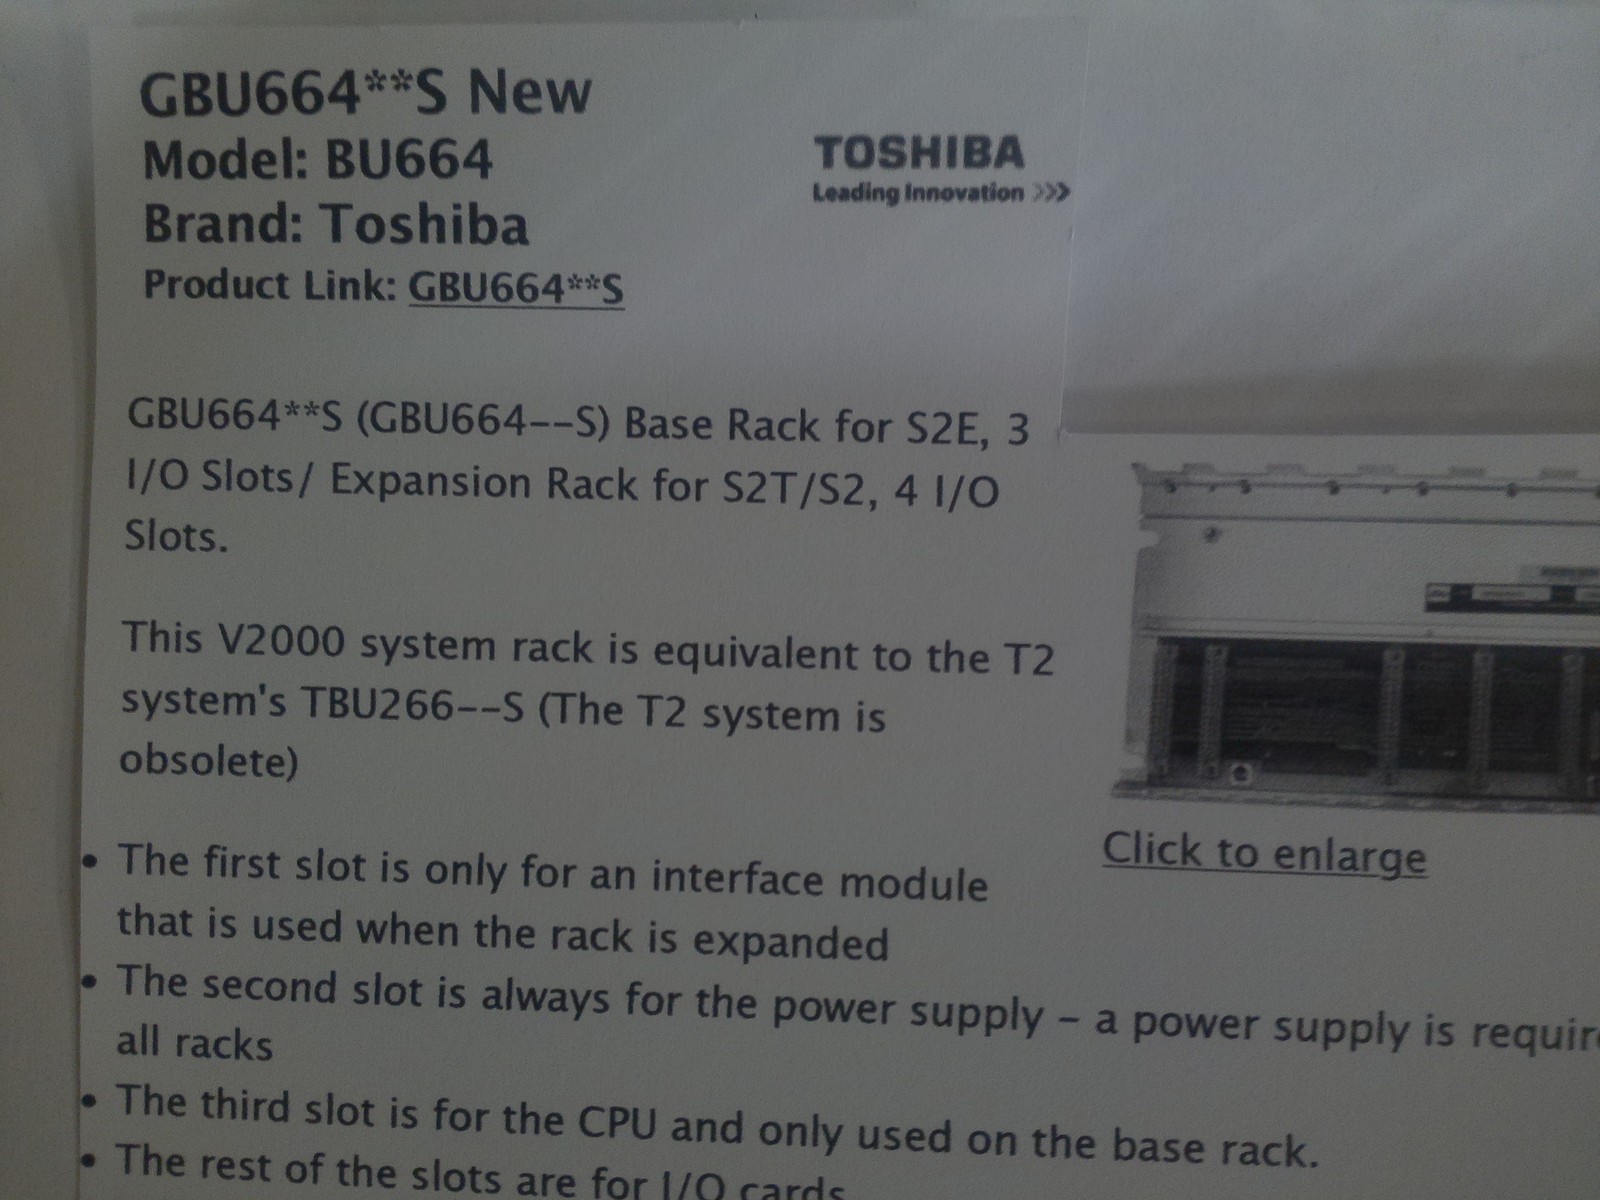 GBU664**S New
Model: BU664
Brand: Toshiba
Product Link: GBU664**S
TOSHIBA
Leading Innovation >>>
GBU664**S (GBU664--S) Base Rack for S2E, 3
I/O Slots/ Expansion Rack for S2T/S2, 4 I/O
Slots.
This V2000 system rack is equivalent to the T2
system's TBU266--S (The T2 system is
obsolete)
Click to enlarge
• The first slot is only for an interface module
that is used when the rack is expanded
• The second slot is always for the power supply – a power supply is require
all racks
• The third slot is for the CPU and only used on the base rack.
• The rest of the slots are for I/O cards